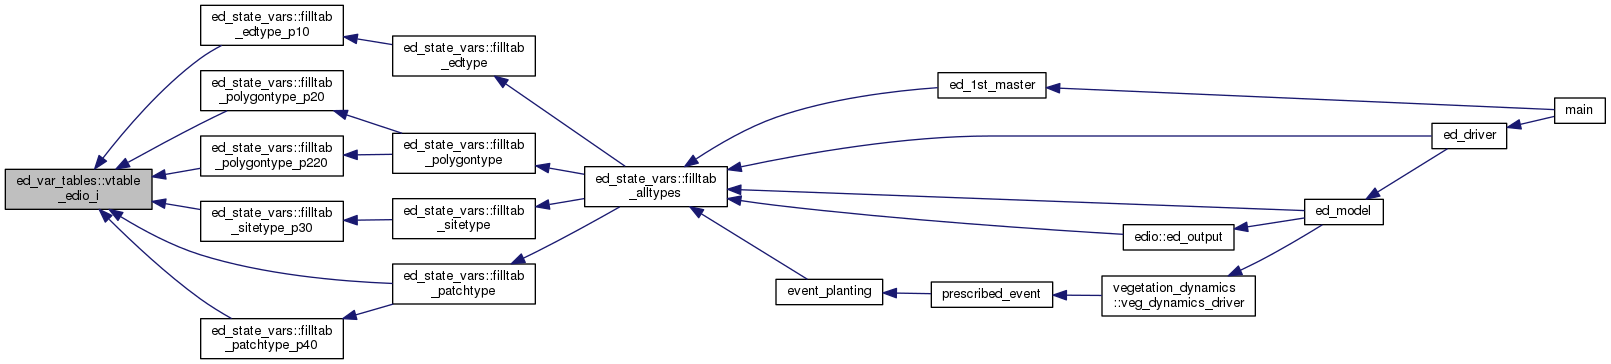 ed_var_tables::vtable
_edio_i
ed_state_vars::filltab
_edtype_p10
ed_state_vars::filltab
_polygontype_p20
ed_state_vars::filltab
_polygontype_p220
ed_state_vars::filltab
_sitetype_p30
ed_state_vars::filltab
_patchtype_p40
ed_state_vars::filltab
_edtype
ed_state_vars::filltab
_polygontype
ed_state_vars::filltab
_sitetype
ed_state_vars::filltab
_patchtype
ed_state_vars::filltab
_alltypes
ed_1st_master
event_planting
prescribed_event
edio::ed_output
vegetation_dynamics
::veg_dynamics_driver
ed_model
ed_driver
main